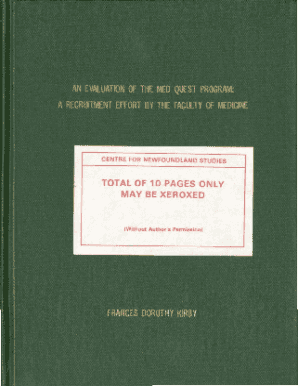 AN EVALUATION OF THE MED QUEST PROGRAM:
A RECRUITMENT EFFORT BY THE FACULTY OF MEDICINE
CENTRE FOR NEWFOUNDLAND STUDIES
TOTAL OF 10 PAGES ONLY
MAY BE XEROXED
(Without Author's Permission)
FRANCES DOROTHY KIRBY